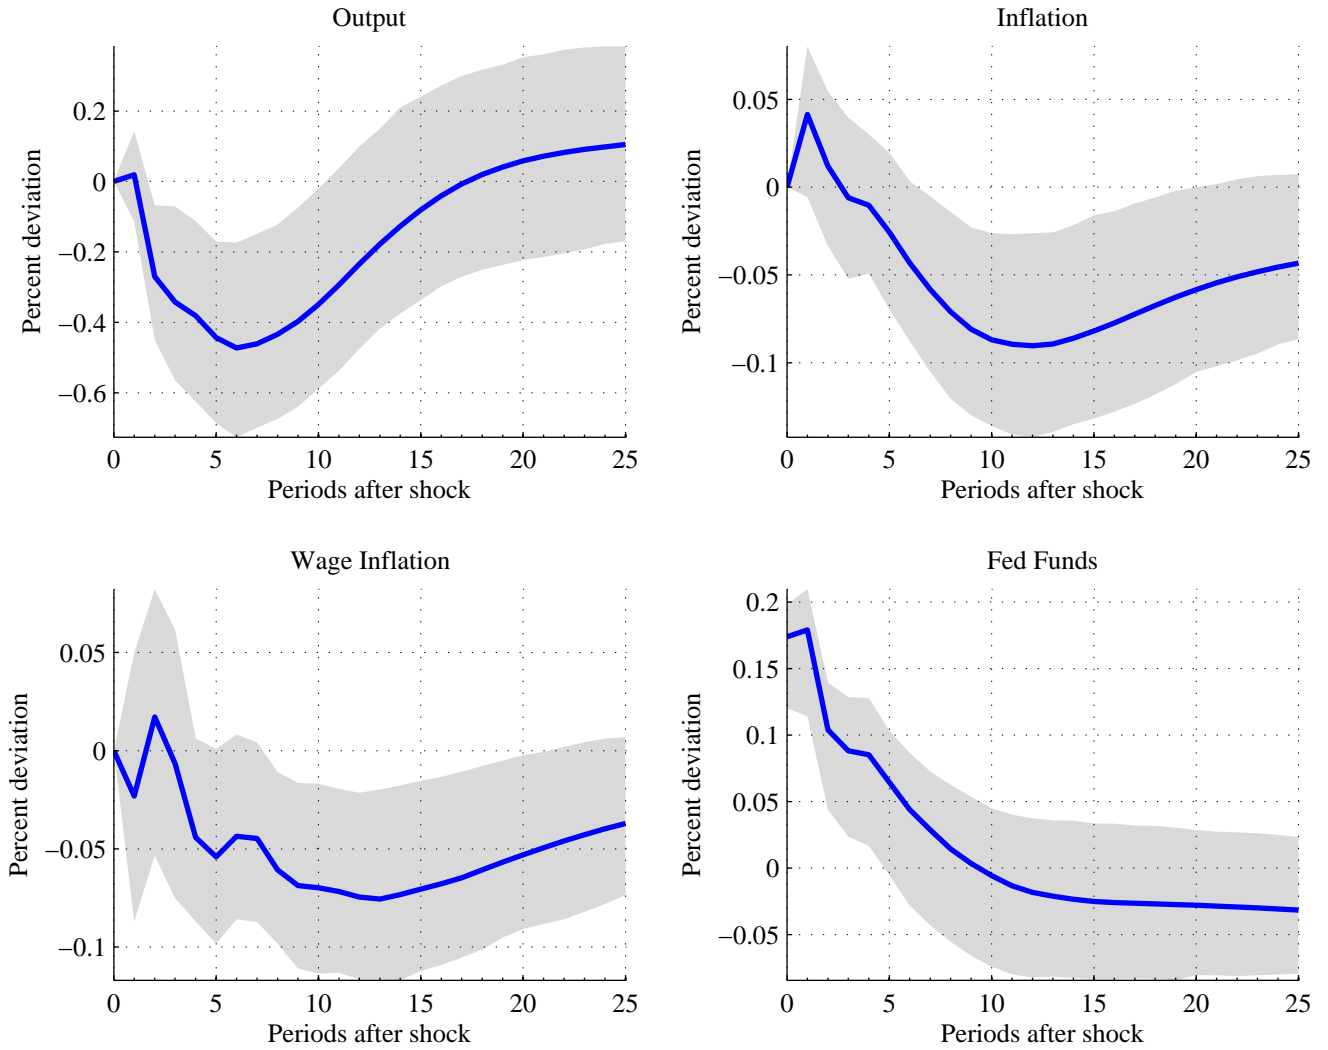 Output
Percent deviation
0.2
0
−0.2
−0.4
−0.6
0 5 10 15 20 25
Periods after shock
Inflation
Percent deviation
0.05
0
−0.05
−0.1
0 5 10 15 20 25
Periods after shock
Wage Inflation
Percent deviation
0.05
0
−0.05
−0.1
0 5 10 15 20 25
Periods after shock
Fed Funds
Percent deviation
0.2
0.15
0.1
0.05
0
−0.05
0 5 10 15 20 25
Periods after shock